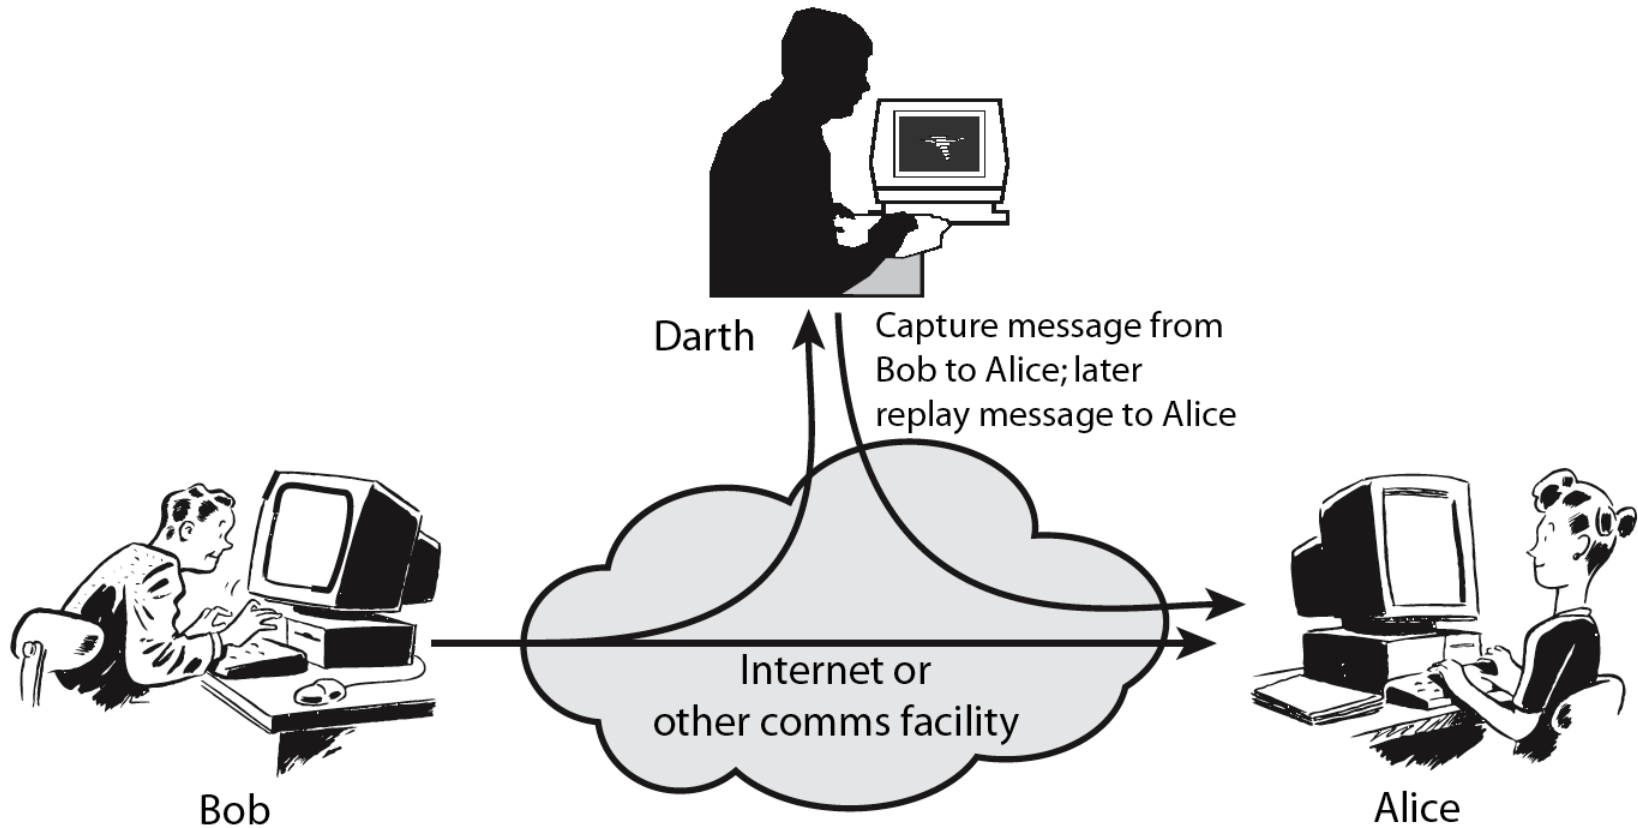 Darth
Capture message from
Bob to Alice; later
replay message to Alice
Internet or
other comms facility
Bob
Alice